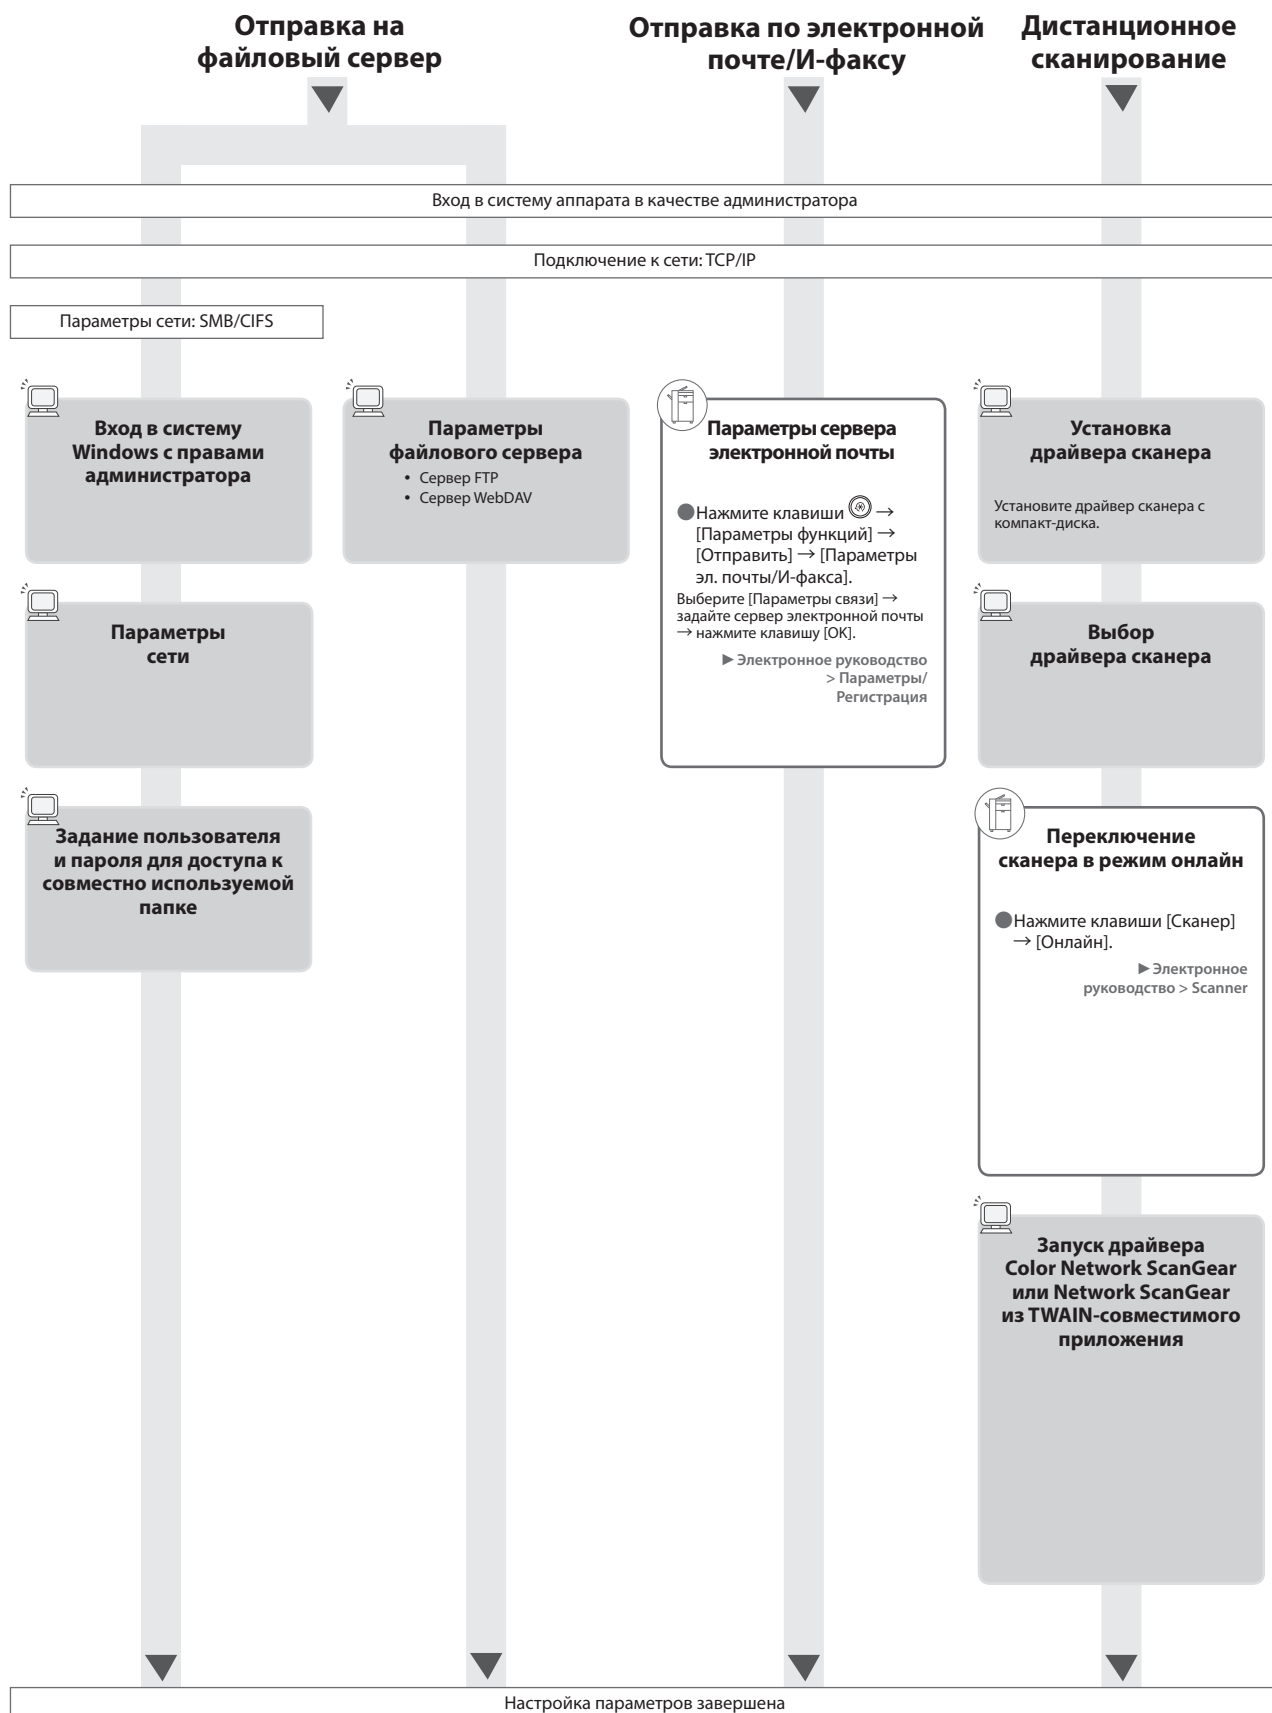 Отправка на
файловый сервер
Отправка по электронной
почте/И-факсу
Дистанционное
сканирование
Вход в систему аппарата в качестве администратора
Подключение к сети: TCP/IP
Параметры сети: SMB/CIFS
Вход в систему
Windows с правами
администратора
Параметры
сети
Задание пользователя
и пароля для доступа к
совместно используемой
папке
Параметры
файлового сервера
• Сервер FTP
• Сервер WebDAV
Параметры сервера
электронной почты
●Нажмите клавиши →
[Параметры функций] →
[Отправить] → [Параметры
эл. почты/И-факса].
Выберите [Параметры связи] →
задайте сервер электронной почты
→ нажмите клавишу [OK].
►Электронное руководство
> Параметры/
Регистрация
Установка
драйвера сканера
Установите драйвер сканера с
компакт-диска.
Выбор
драйвера сканера
Переключение
сканера в режим онлайн
●Нажмите клавиши [Сканер]
→ [Онлайн].
►Электронное
руководство > Scanner
Запуск драйвера
Color Network ScanGear
или Network ScanGear
из TWAIN-совместимого
приложения
Настройка параметров завершена